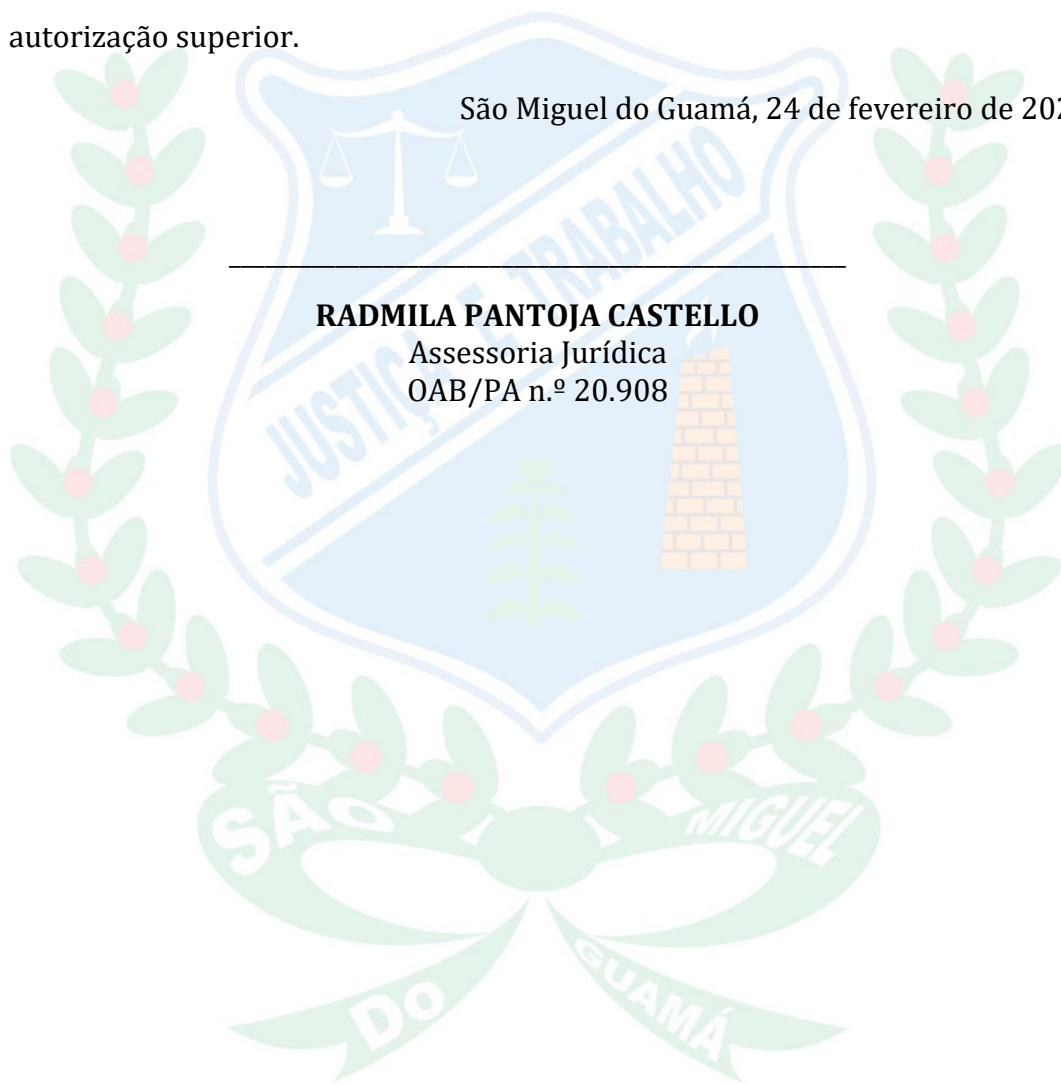 autorização superior.
São Miguel do Guamá, 24 de fevereiro de
RADMILA PANTOJA CASTELLO
Assessoria Jurídica
OAB/PA n.º 20.908
JUSTIÇA E TRABALHO
SÃO MIGUEL
DO GUAMÁ